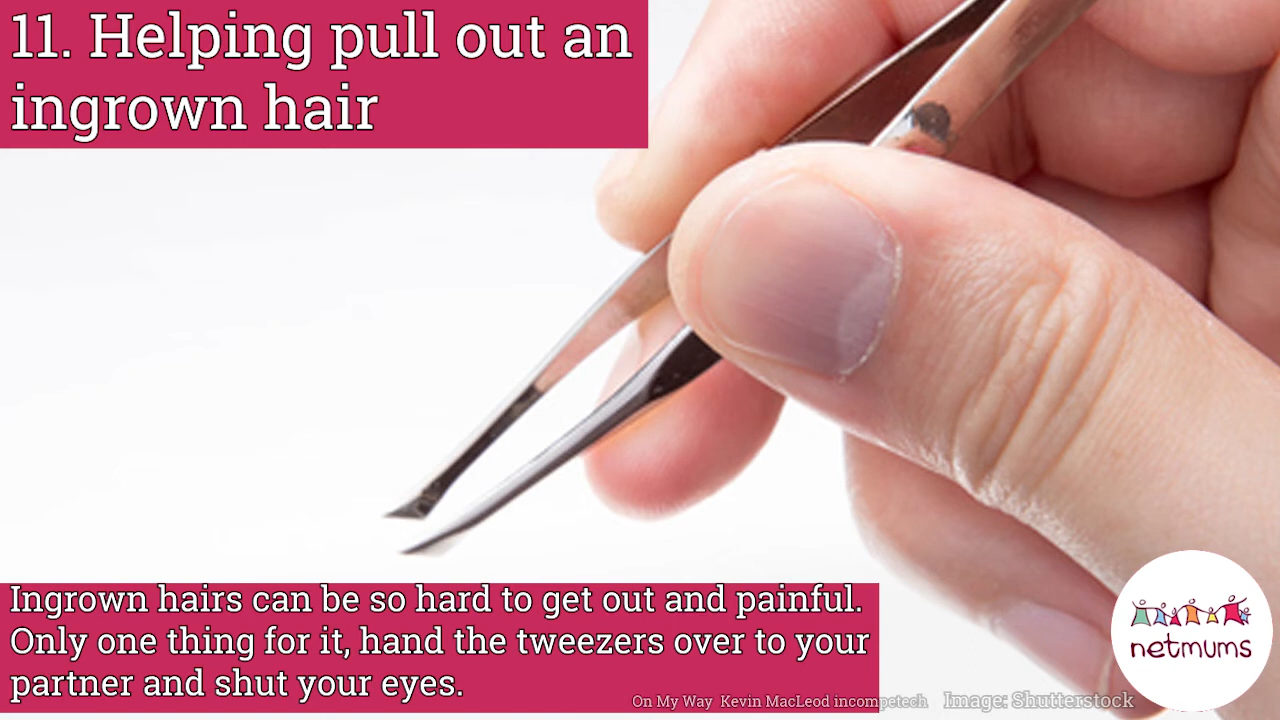 11. Helping pull out an
ingrown hair
Ingrown hairs can be so hard to get out and painful.
Only one thing for it, hand the tweezers over to your
partner and shut your eyes.
On My Way Kevin MacLeod incompetech Image: Shutterstock
netmums